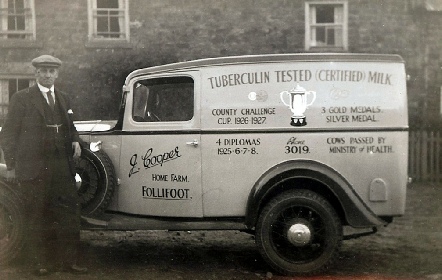 TUBERCULIN TESTED (CERTIFIED) MILK.
COUNTY CHALLENGE
CUP. 1926-1927.
3 GOLD MEDALS.
SILVER MEDAL.
4 DIPLOMAS
1925-6-7-8.
Phone
3019.
COWS PASSED BY
MINISTRY OF HEALTH.
J. Cooper
HOME FARM.
FOLLIFOOT.